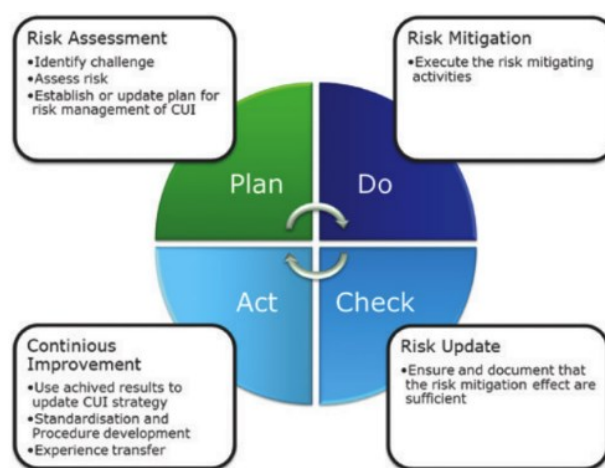 Risk Assessment
•Identify challenge
•Assess risk
•Establish or update plan for
risk management of CUI
Risk Mitigation
•Execute the risk mitigating
activities
Plan
Do
Act
Check
Continious
Improvement
•Use achived results to
update CUI strategy
•Standardisation and
Procedure development
•Experience transfer
Risk Update
•Ensure and document that
the risk mitigation effect are
sufficient